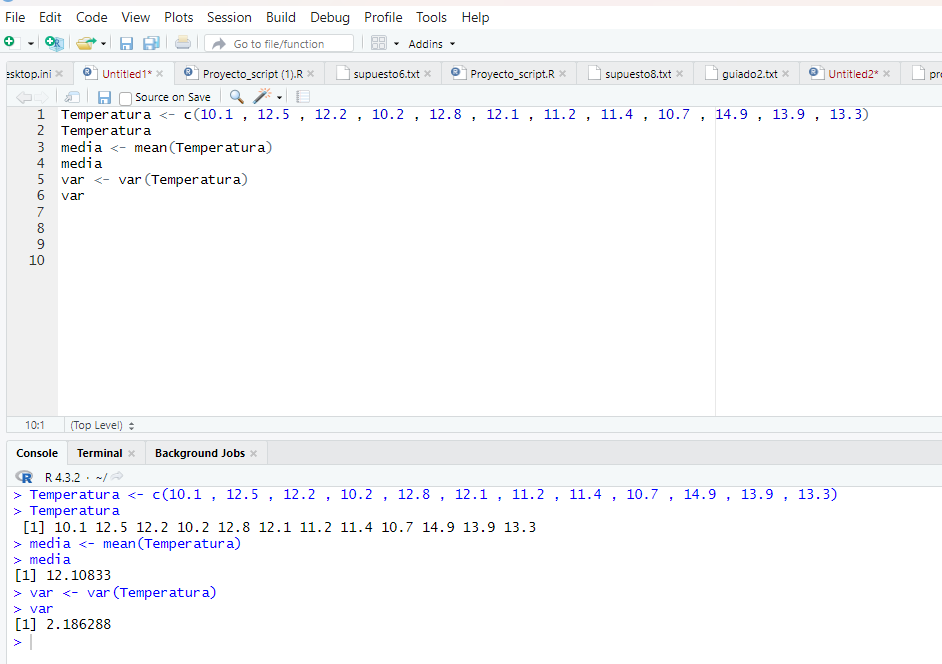 File Edit Code View Plots Session Build Debug Profile Tools Help
Go to file/function Addins
esktop.ini Untitled1* Proyecto_script (1).R supuesto6.txt Proyecto_script.R supuesto8.txt guiado2.txt Untitled2* pro
Source on Save
1 Temperatura <- c(10.1 , 12.5 , 12.2 , 10.2 , 12.8 , 12.1 , 11.2 , 11.4 , 10.7 , 14.9 , 13.9 , 13.3)
2 Temperatura
3 media <- mean(Temperatura)
4 media
5 var <- var(Temperatura)
6 var
7
8
9
10
10:1 (Top Level)
Console Terminal Background Jobs
R R 4.3.2 · ~/
> Temperatura <- c(10.1 , 12.5 , 12.2 , 10.2 , 12.8 , 12.1 , 11.2 , 11.4 , 10.7 , 14.9 , 13.9 , 13.3)
> Temperatura
[1] 10.1 12.5 12.2 10.2 12.8 12.1 11.2 11.4 10.7 14.9 13.9 13.3
> media <- mean(Temperatura)
> media
[1] 12.10833
> var <- var(Temperatura)
> var
[1] 2.186288
>